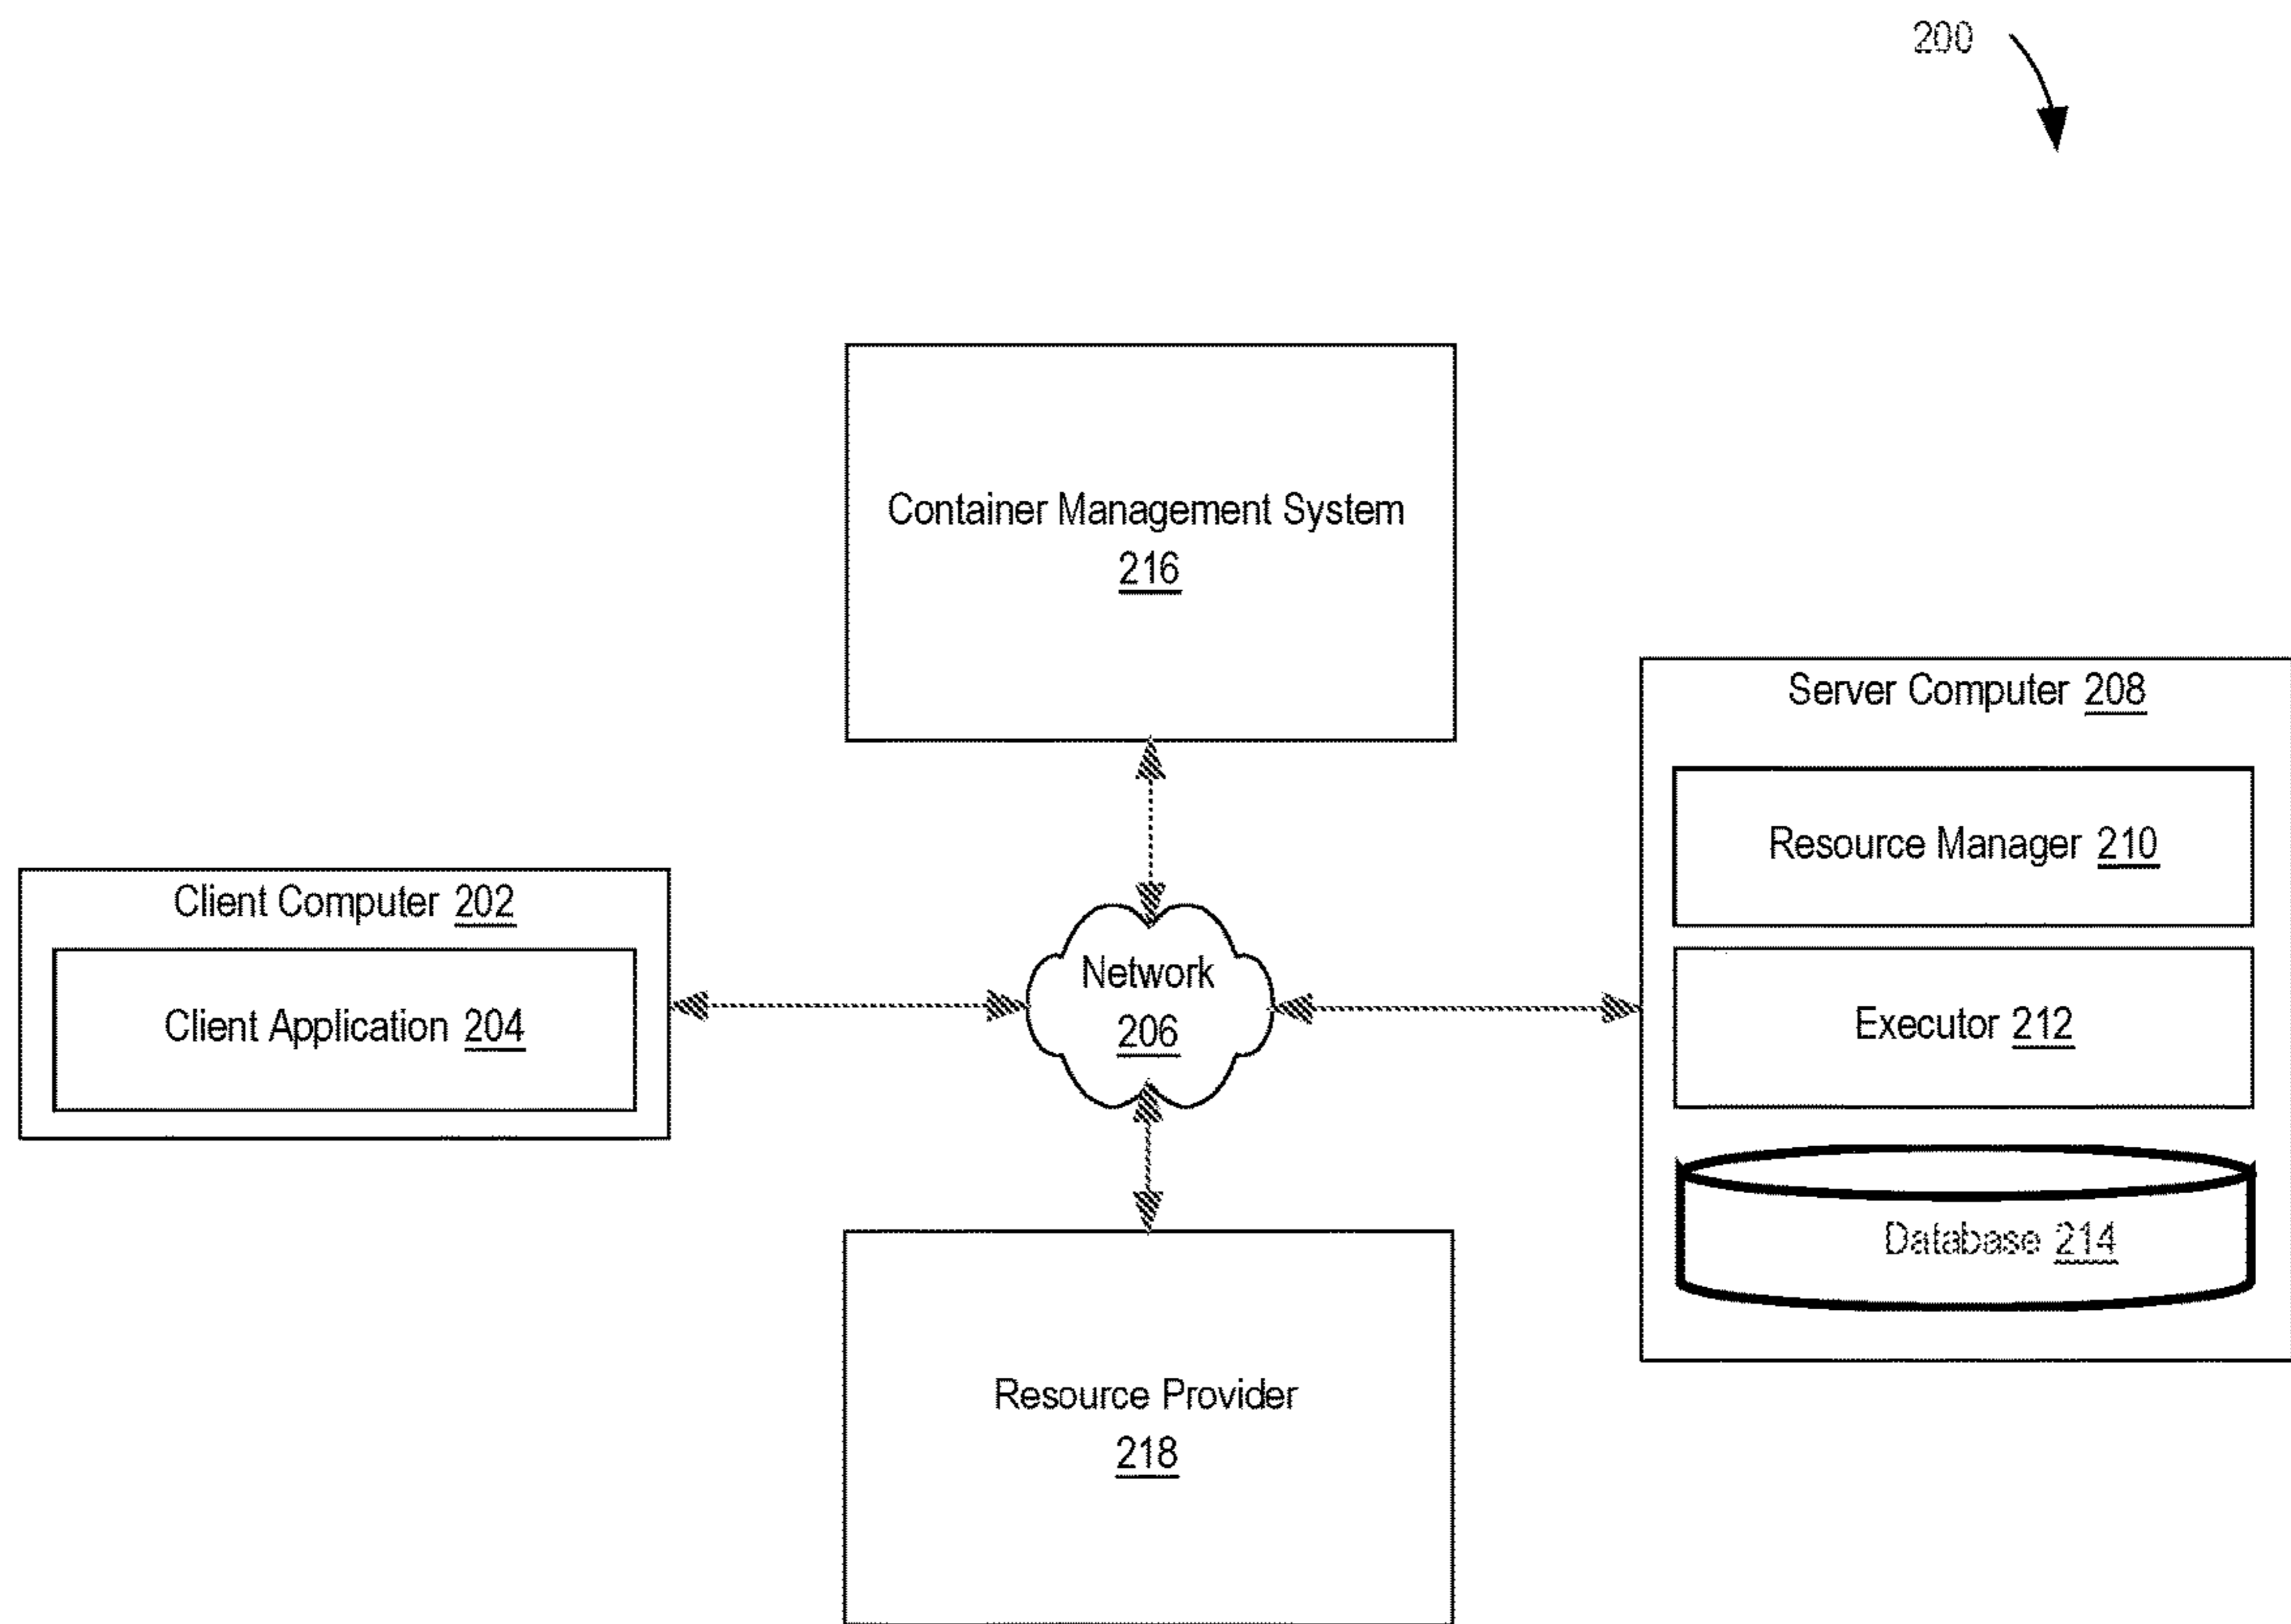 200
Container Management System
216
Server Computer 208
Resource Manager 210
Client Computer 202
Network
206
Client Application 204
Executor 212
Database 214
Resource Provider
218